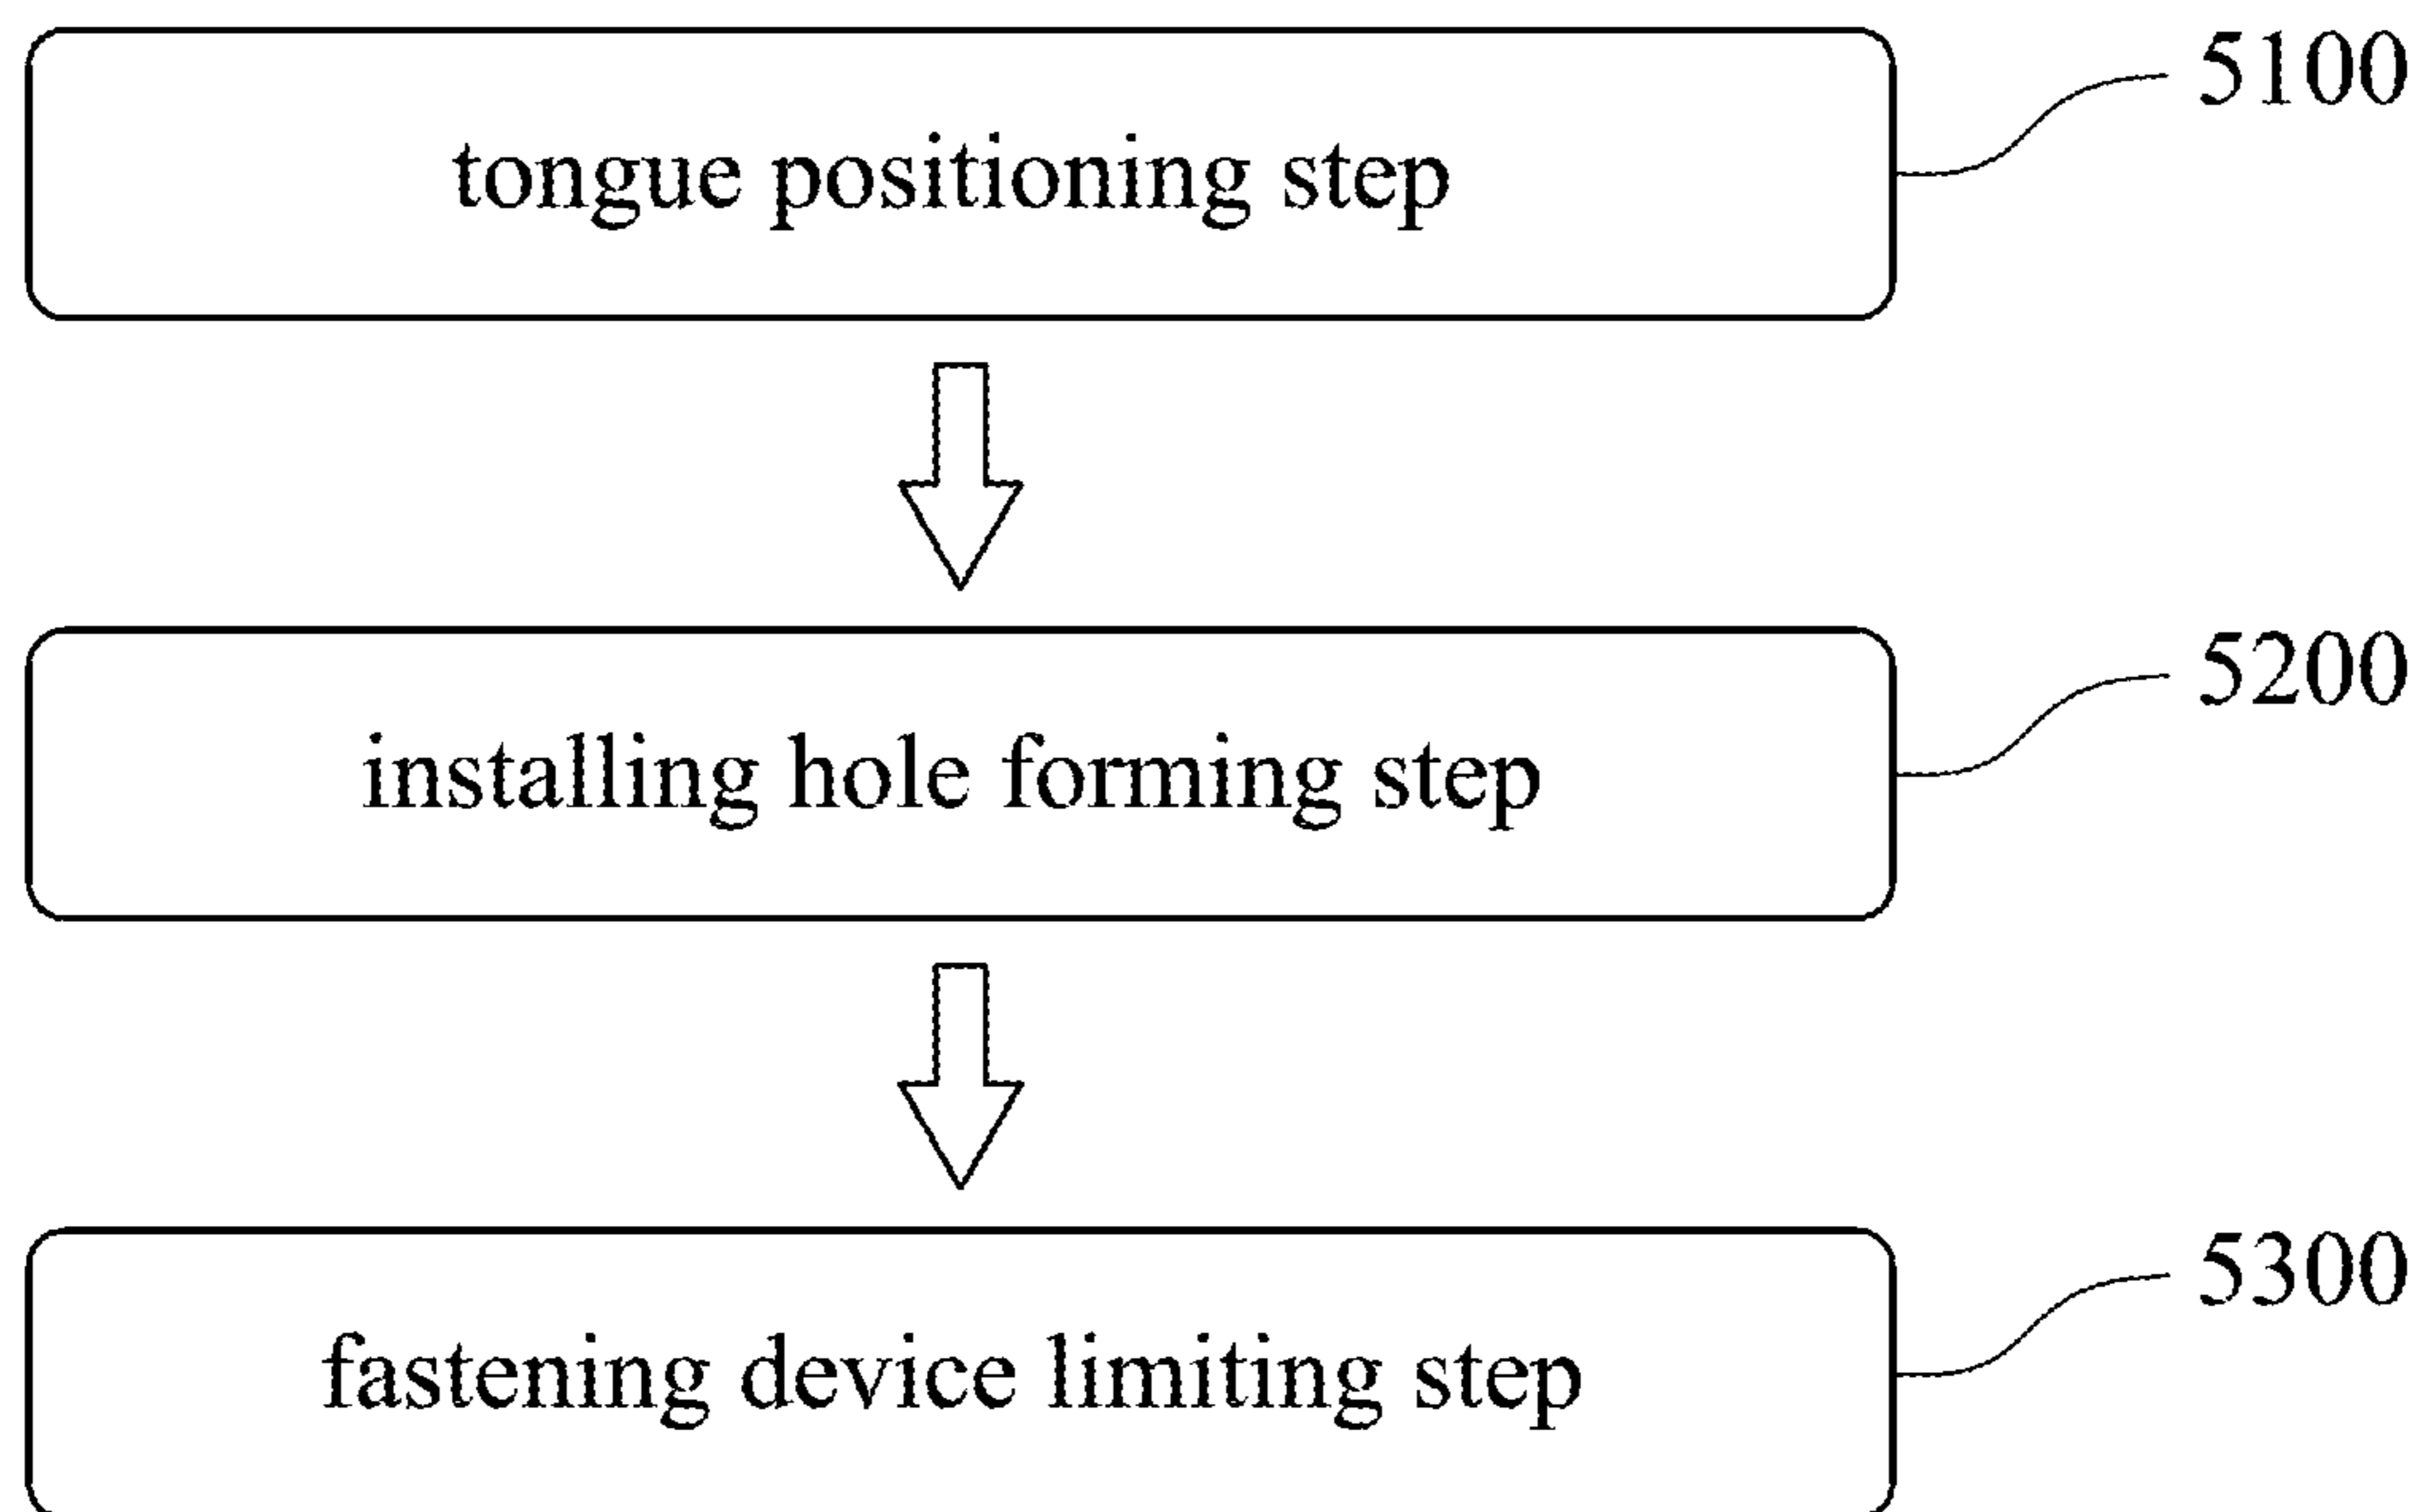 5100
tongue positioning step
5200
installing hole forming step
5300
fastening device limiting step